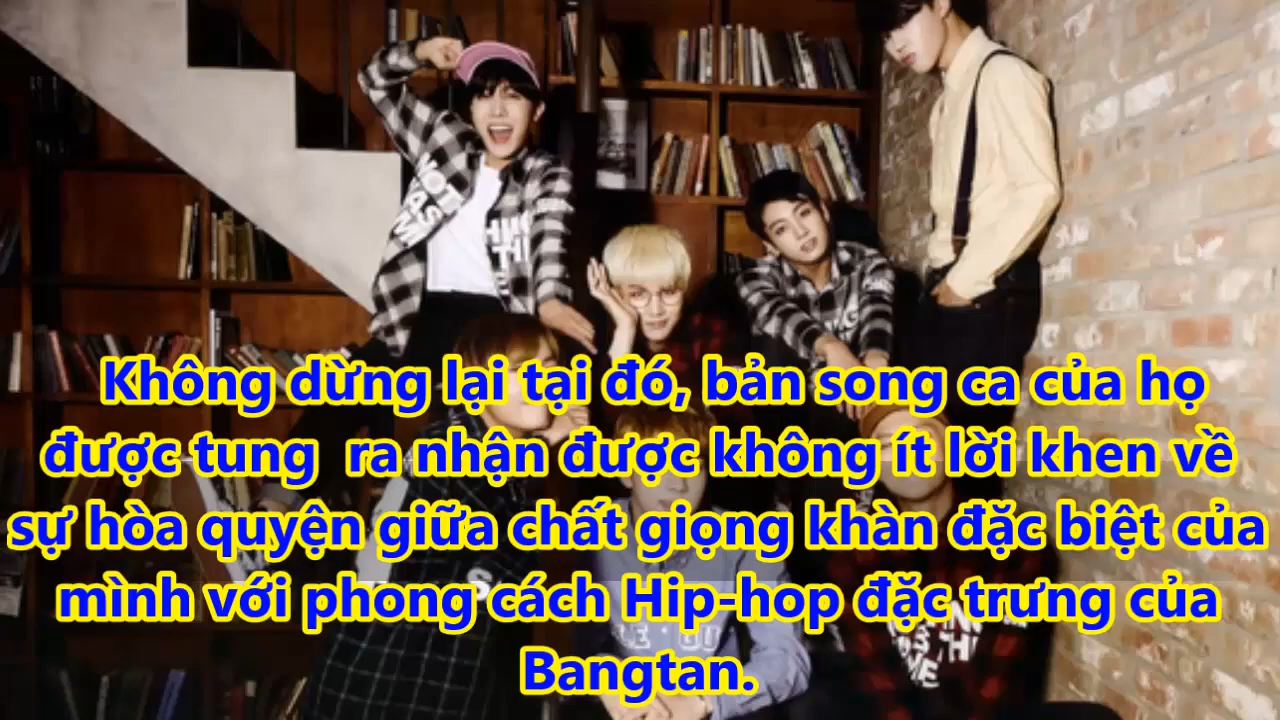 Không dừng lại tại đó, bản song ca của họ
được tung ra nhận được không ít lời khen về
sự hòa quyện giữa chất giọng khàn đặc biệt của
mình với phong cách Hip-hop đặc trưng của
Bangtan.